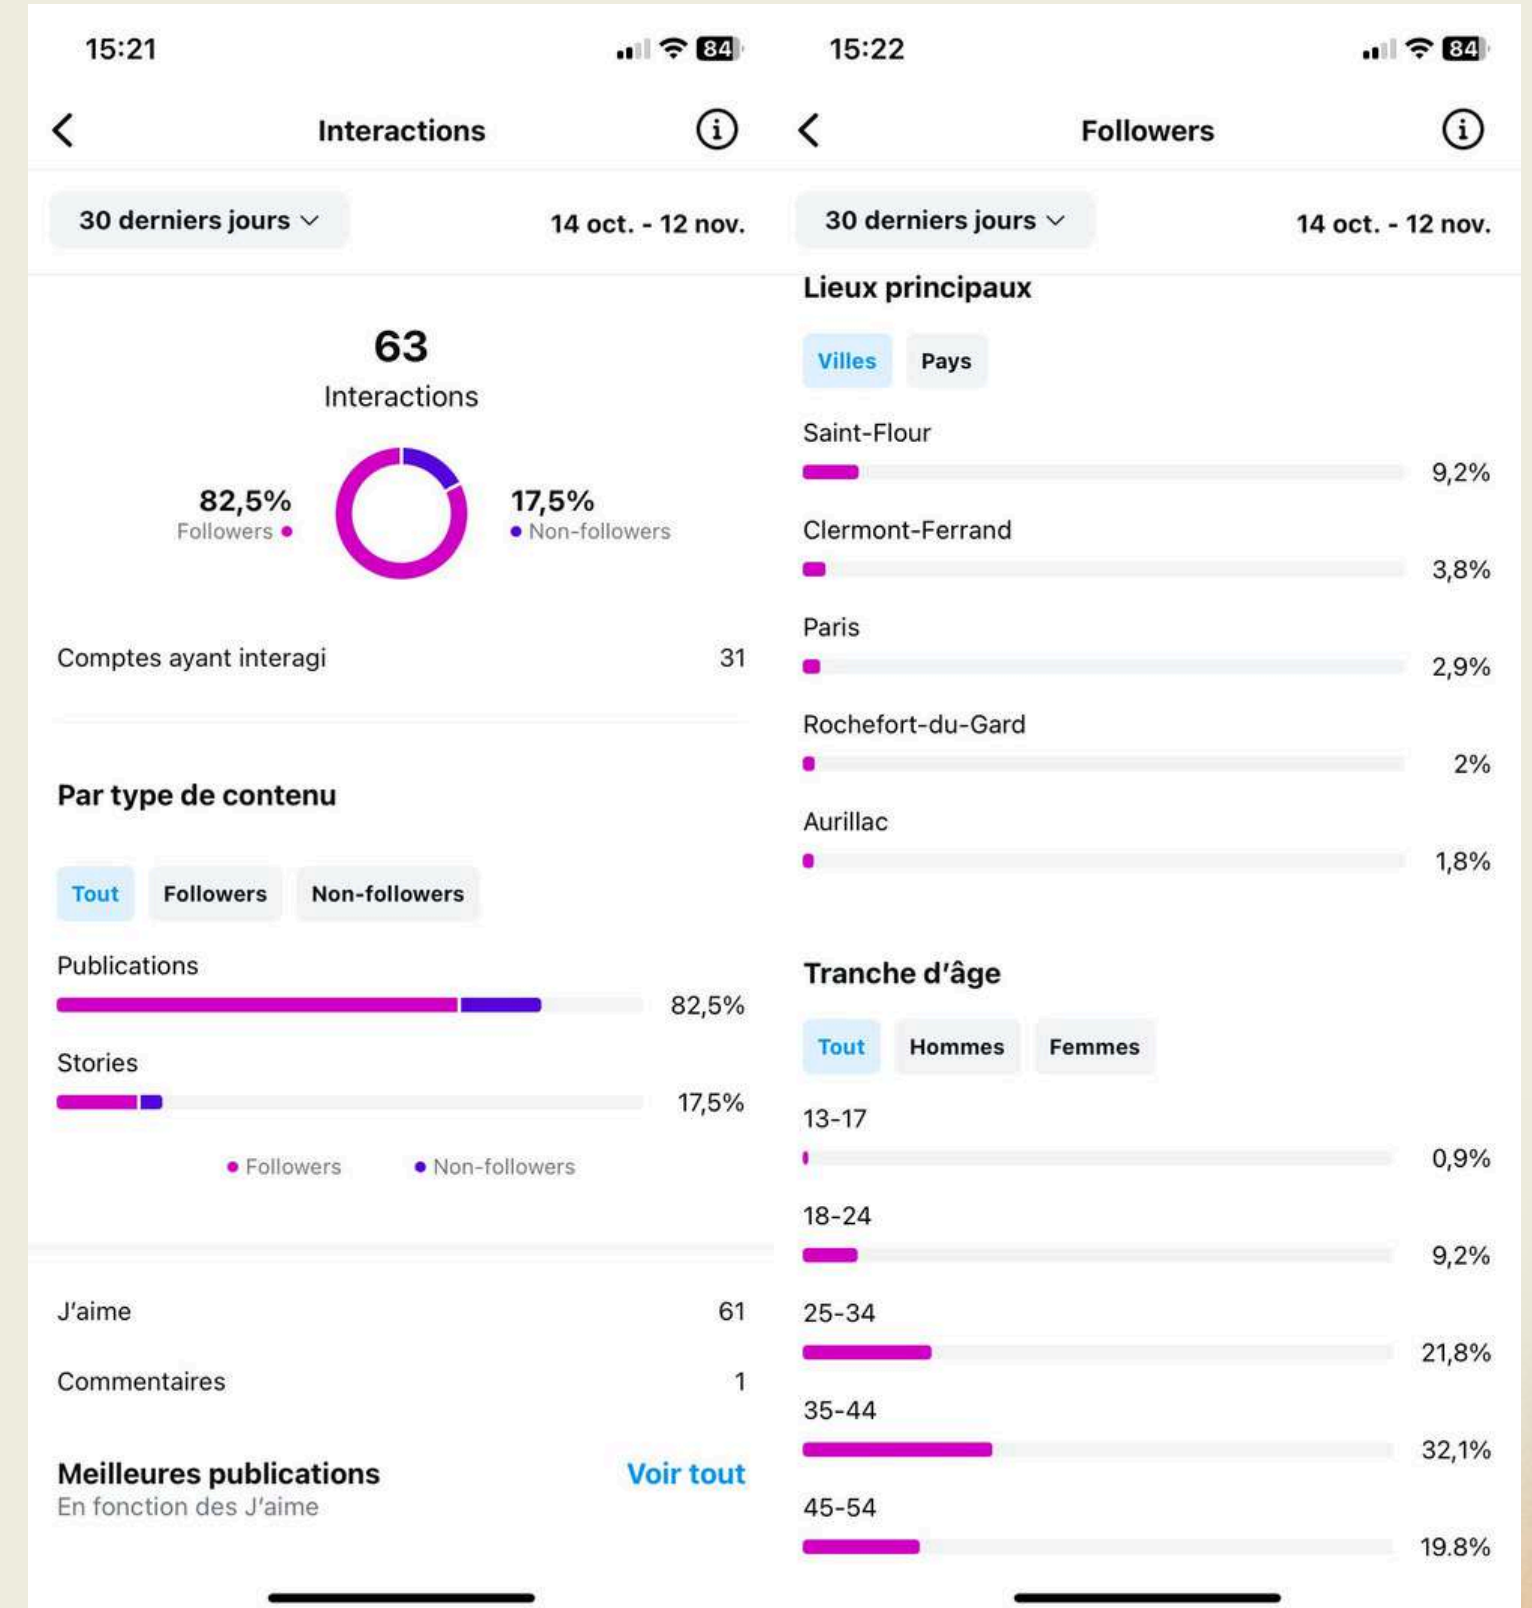 15:21
84
Interactions
30 derniers jours
14 oct. - 12 nov.
63
Interactions
82,5%
Followers
17,5%
Non-followers
Comptes ayant interagi
31
Par type de contenu
Tout
Followers
Non-followers
Publications
82,5%
Stories
17,5%
Followers
Non-followers
J'aime
61
Commentaires
1
Meilleures publications
Voir tout
En fonction des J'aime
15:22
84
Followers
30 derniers jours
14 oct. - 12 nov.
Lieux principaux
Villes
Pays
Saint-Flour
9,2%
Clermont-Ferrand
3,8%
Paris
2,9%
Rochefort-du-Gard
2%
Aurillac
1,8%
Tranche d'âge
Tout
Hommes
Femmes
13-17
0,9%
18-24
9,2%
25-34
21,8%
35-44
32,1%
45-54
19.8%